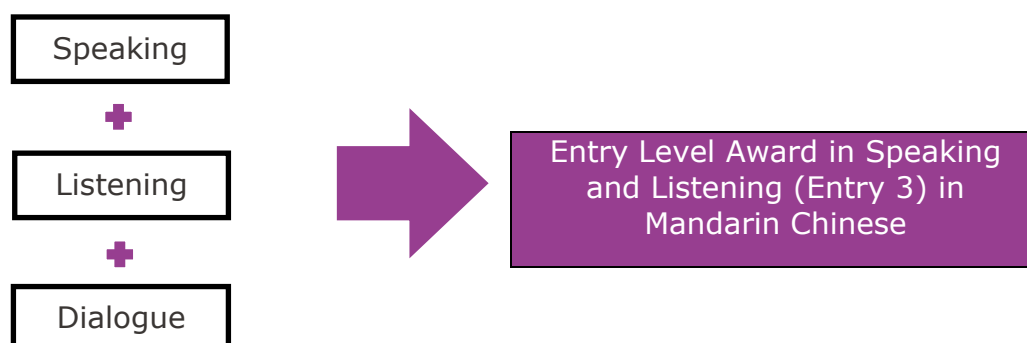 Speaking
Listening
Dialogue
Entry Level Award in Speaking
and Listening (Entry 3) in
Mandarin Chinese